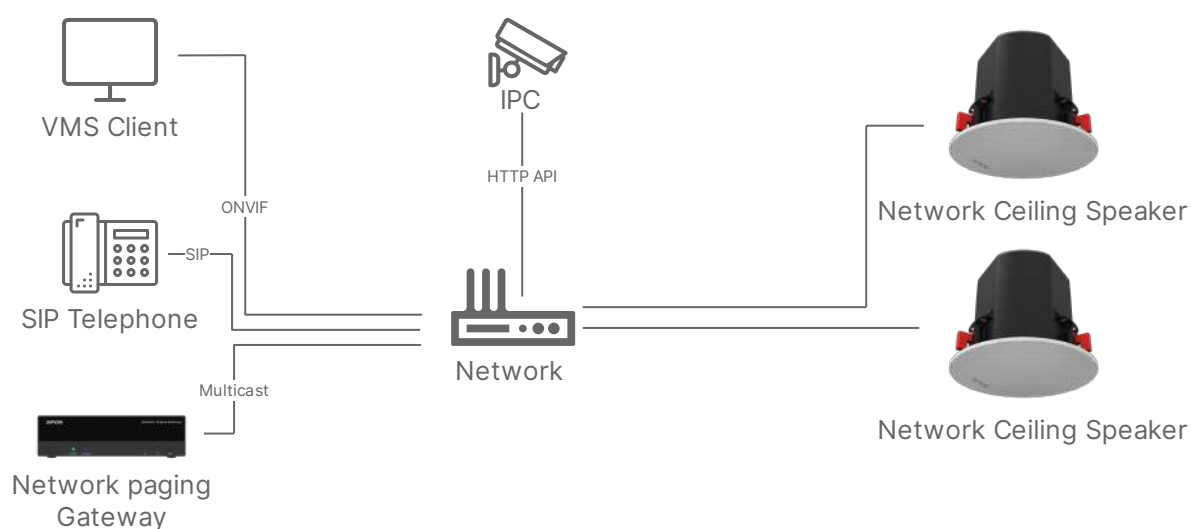 VMS Client
IPC
HTTP API
ONVIF
Network Ceiling Speaker
SIP
SIP Telephone
Network
Multicast
Network Ceiling Speaker
Network paging
Gateway